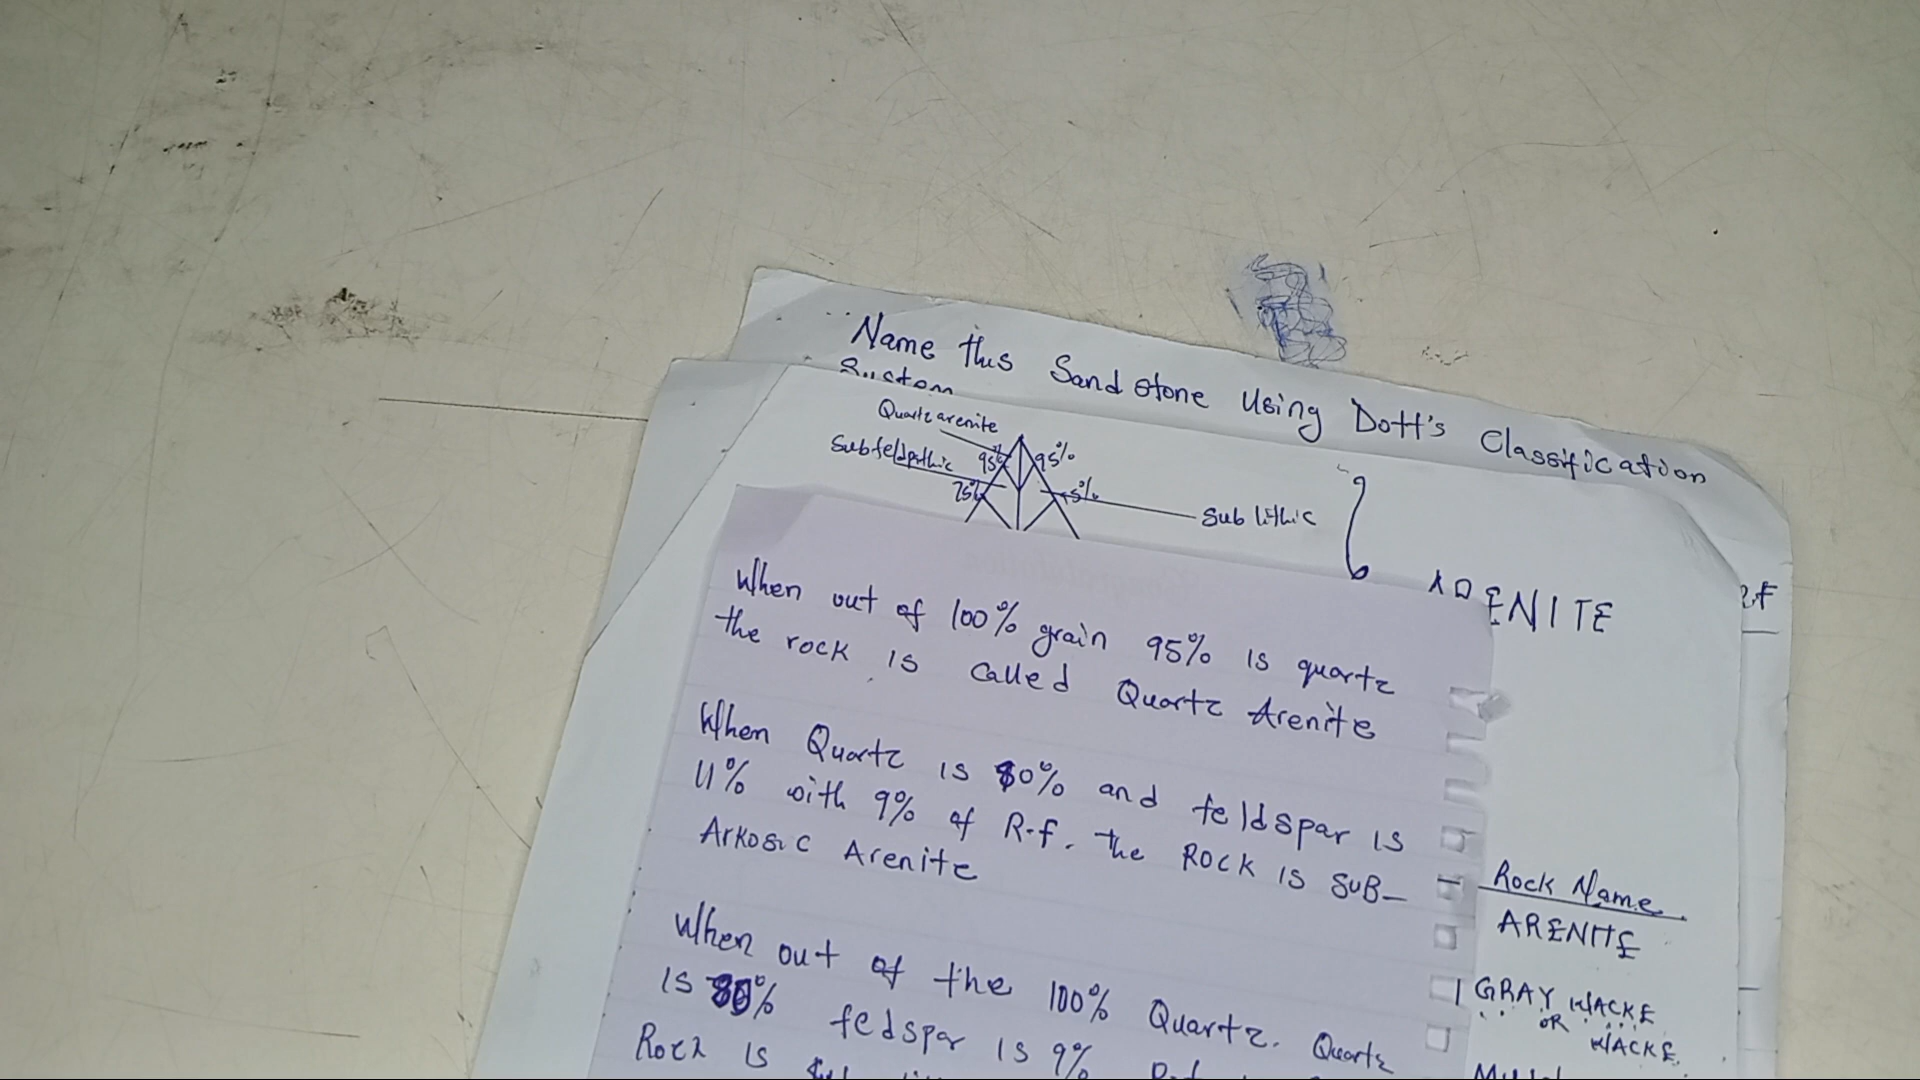 Name this Sandstone Using Dott's Classification
System
Quartz arenite
Subfeldpathic
95%
95%
75%
Sub lithic
ARENITE
When out of 100% grain 95% is quartz
the rock is called Quartz Arenite
When Quartz is 80% and feldspar is
11% with 9% of R.f. the Rock is SUB-
Arkosic Arenite
When out of the 100% Quartz. Quartz
is 80% fedspar is 9%
Rock is
Rock Name
ARENITE
GRAY WACKE
OR
WACKE